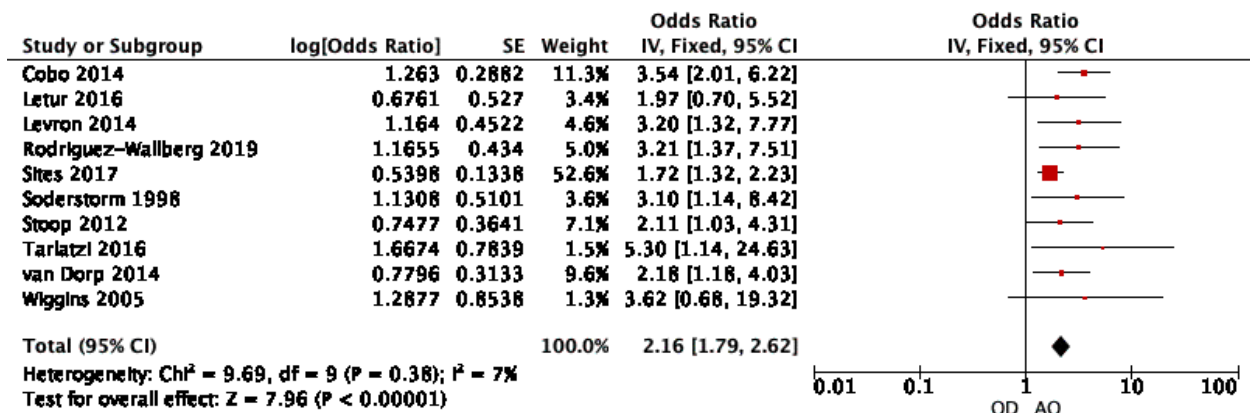 Odds Ratio Odds Ratio
Study or Subgroup log[Odds Ratio] SE Weight IV, Fixed, 95% CI IV, Fixed, 95% CI
Cobo 2014 1.263 0.2882 11.3% 3.54 [2.01, 6.22]
Letur 2016 0.6761 0.527 3.4% 1.97 [0.70, 5.52]
Levron 2014 1.164 0.4522 4.6% 3.20 [1.32, 7.77]
Rodriguez-Wallberg 2019 1.1655 0.434 5.0% 3.21 [1.37, 7.51]
Sites 2017 0.5398 0.1338 52.6% 1.72 [1.32, 2.23]
Soderstorm 1998 1.1308 0.5101 3.6% 3.10 [1.14, 8.42]
Stoop 2012 0.7477 0.3641 7.1% 2.11 [1.03, 4.31]
Tarlatzi 2016 1.6674 0.7839 1.5% 5.30 [1.14, 24.63]
van Dorp 2014 0.7796 0.3133 9.6% 2.18 [1.18, 4.03]
Wiggins 2005 1.2877 0.8538 1.3% 3.62 [0.68, 19.32]
Total (95% CI) 100.0% 2.16 [1.79, 2.62]
Heterogeneity: Chi² = 9.69, df = 9 (P = 0.38); I² = 7%
Test for overall effect: Z = 7.96 (P < 0.00001)
0.01 0.1 1 10 100
OD AO